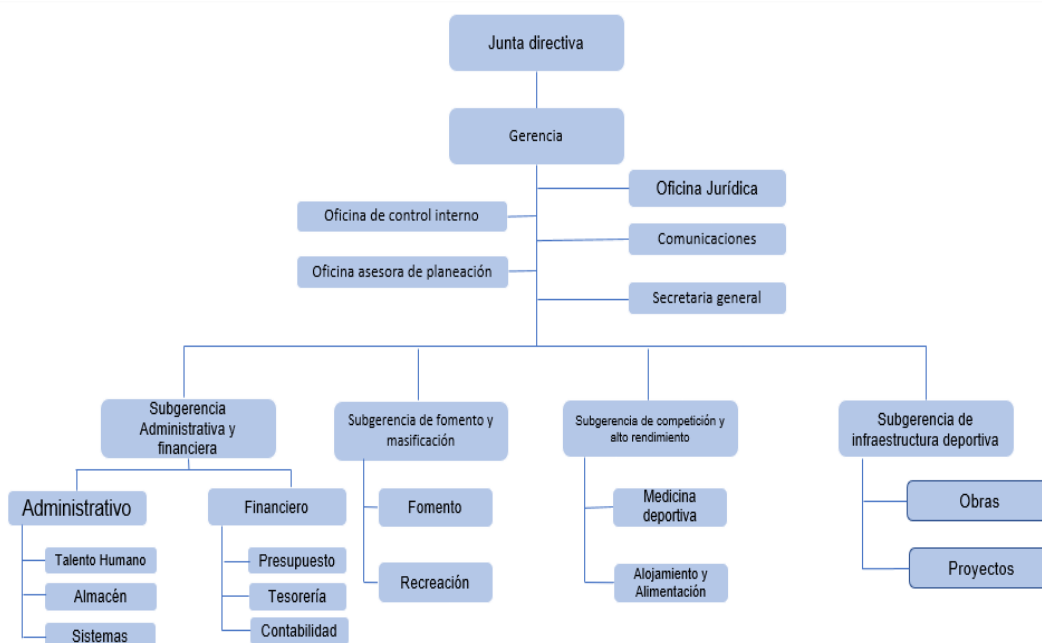 Junta directiva
Gerencia
Oficina Jurídica
Oficina de control interno
Comunicaciones
Oficina asesora de planeación
Secretaria general
Subgerencia
Administrativa y
financiera
Subgerencia de fomento y
masificación
Subgerencia de competición y
alto rendimiento
Subgerencia de
infraestructura deportiva
Administrativo
Financiero
Fomento
Medicina
deportiva
Obras
Talento Humano
Presupuesto
Recreación
Alojamiento y
Alimentación
Proyectos
Almacén
Tesorería
Sistemas
Contabilidad